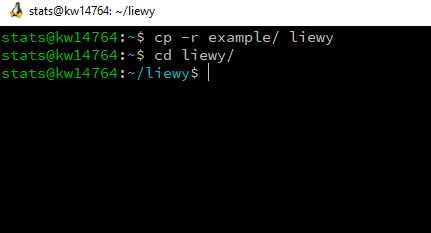 stats@kw14764: ~/liewy
stats@kw14764:~$ cp -r example/ liewy
stats@kw14764:~$ cd liewy/
stats@kw14764:~/liewy$